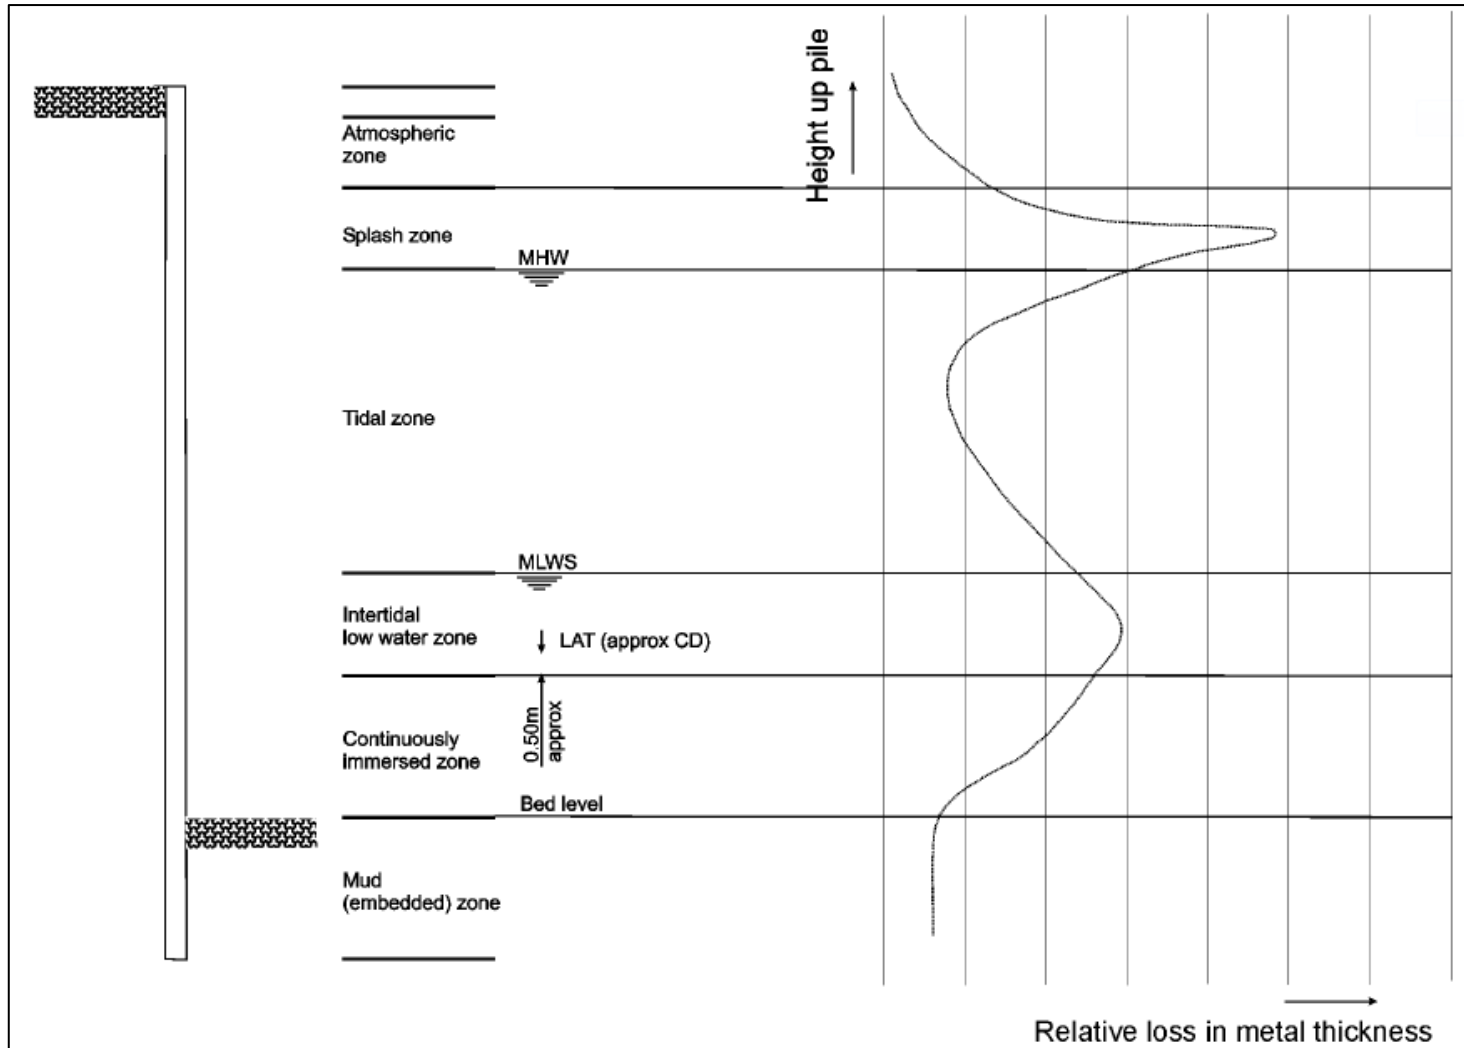 Height up pile
Atmospheric
zone
Splash zone
MHW
Tidal zone
MLWS
Intertidal
low water zone
LAT (approx CD)
0.50m
approx
Continuously
immersed zone
Bed level
Mud
(embedded) zone
Relative loss in metal thickness